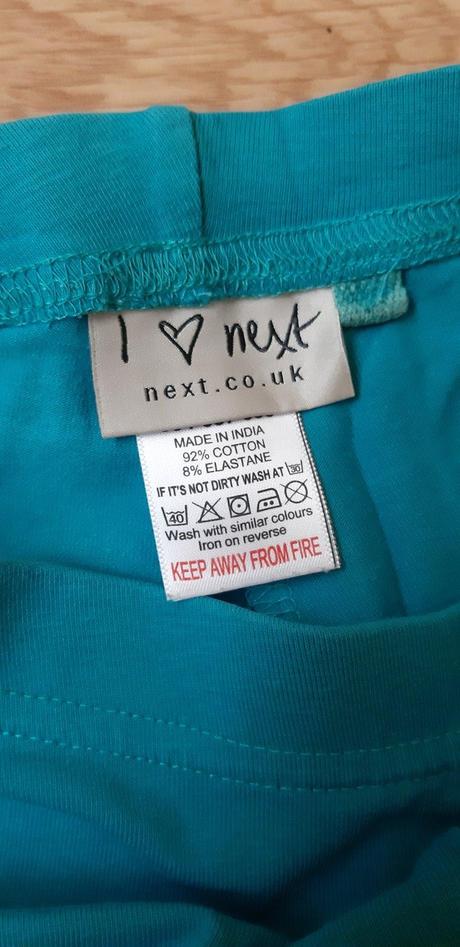 I ♡ next
next.co.uk
MADE IN INDIA
92% COTTON
8% ELASTANE
IF IT'S NOT DIRTY WASH AT 30
40
Wash with similar colours
Iron on reverse
KEEP AWAY FROM FIRE